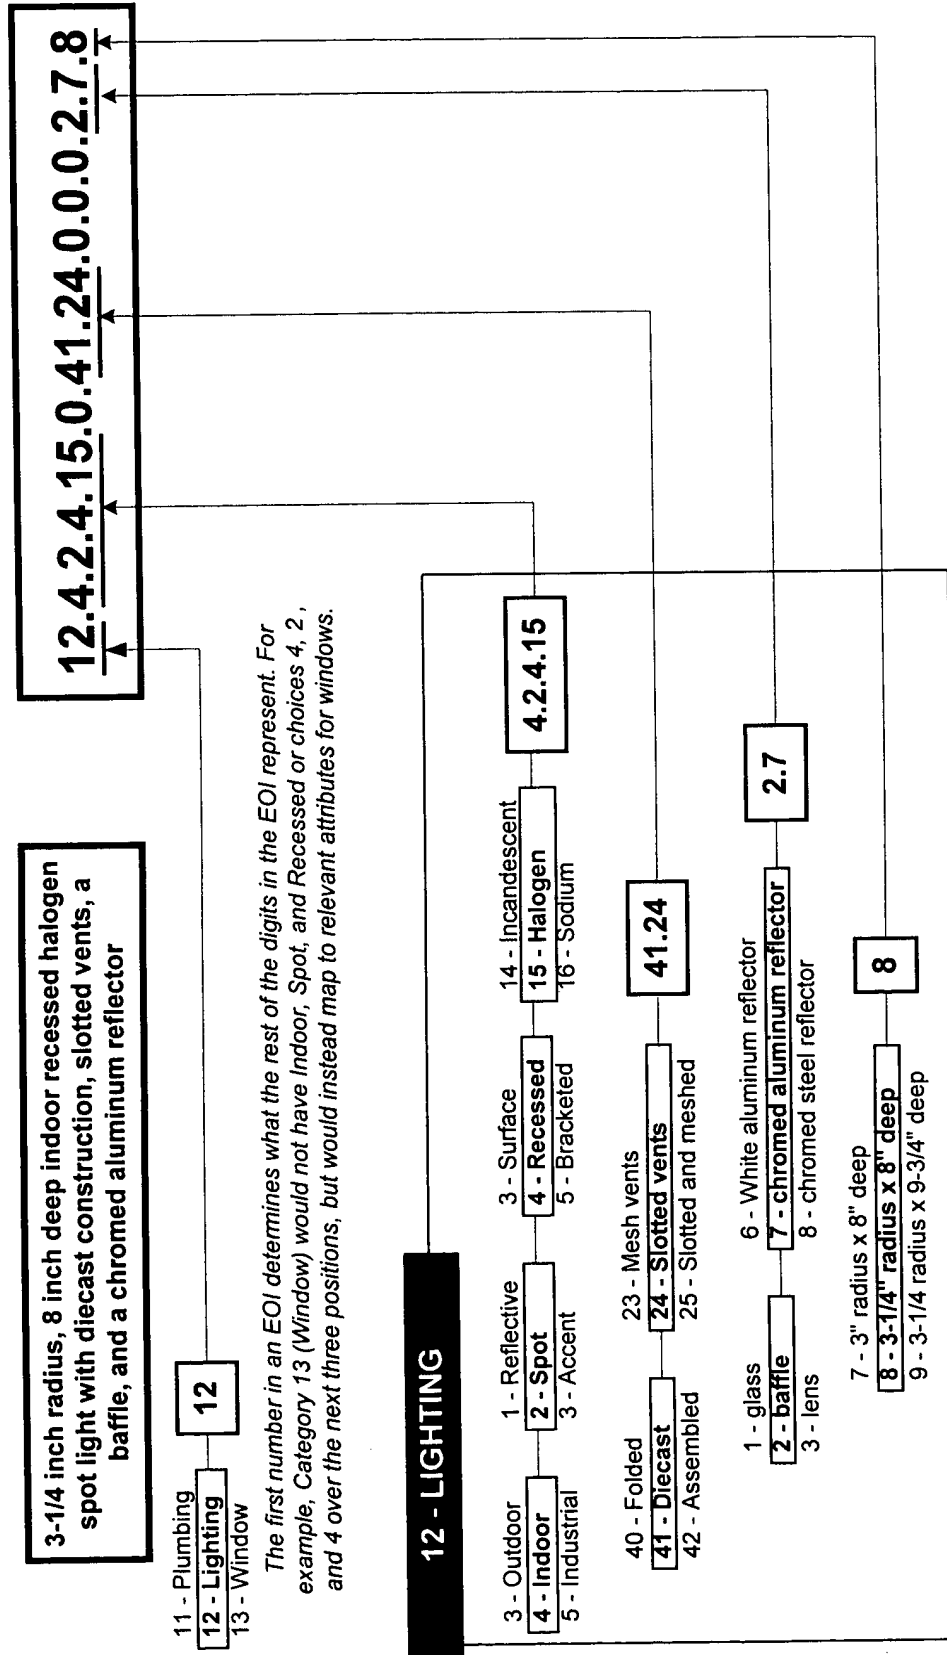 3-1/4 inch radius, 8 inch deep indoor recessed halogen
spot light with diecast construction, slotted vents, a
baffle, and a chromed aluminum reflector
12.4.2.4.15.0.41.24.0.0.0.2.7.8
11 - Plumbing
12 - Lighting
13 - Window
12
The first number in an EOI determines what the rest of the digits in the EOI represent. For
example, Category 13 (Window) would not have Indoor, Spot, and Recessed or choices 4, 2 ,
and 4 over the next three positions, but would instead map to relevant attributes for windows.
12 - LIGHTING
3 - Outdoor
4 - Indoor
5 - Industrial
1 - Reflective
2 - Spot
3 - Accent
3 - Surface
4 - Recessed
5 - Bracketed
14 - Incandescent
15 - Halogen
16 - Sodium
4.2.4.15
40 - Folded
41 - Diecast
42 - Assembled
23 - Mesh vents
24 - Slotted vents
25 - Slotted and meshed
41.24
1 - glass
2 - baffle
3 - lens
6 - White aluminum reflector
7 - chromed aluminum reflector
8 - chromed steel reflector
2.7
7 - 3" radius x 8" deep
8 - 3-1/4" radius x 8" deep
9 - 3-1/4 radius x 9-3/4" deep
8